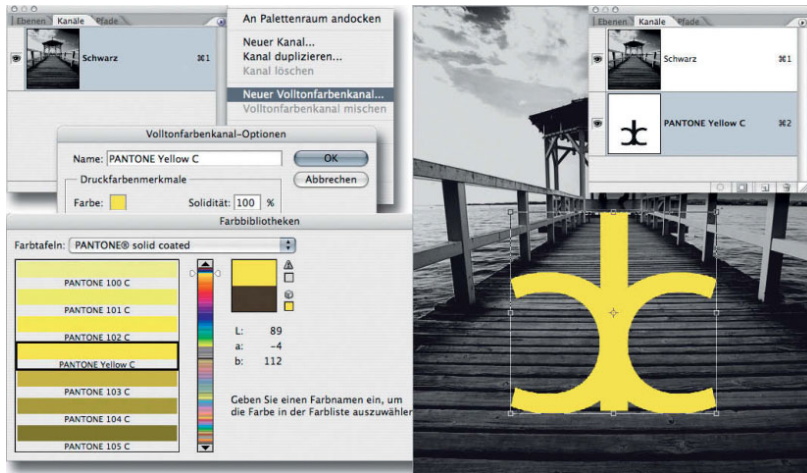 Ebenen
Kanäle
Pfade
Schwarz
⌘1
An Palettenraum andocken
Neuer Kanal...
Kanal duplizieren...
Kanal löschen
Neuer Volltonfarbenkanal...
Volltonfarbenkanal mischen
Volltonfarbenkanal-Optionen
Name: PANTONE Yellow C
OK
Druckfarbenmerkmale
Abbrechen
Farbe:
Solidität: 100 %
Farbbibliotheken
Farbtafeln: PANTONE® solid coated
PANTONE 100 C
PANTONE 101 C
PANTONE 102 C
PANTONE Yellow C
PANTONE 103 C
PANTONE 104 C
PANTONE 105 C
L: 89
a: -4
b: 112
Geben Sie einen Farbnamen ein, um
die Farbe in der Farbliste auszuwähler
Ebenen
Kanäle
Pfade
Schwarz
⌘1
PANTONE Yellow C
⌘2